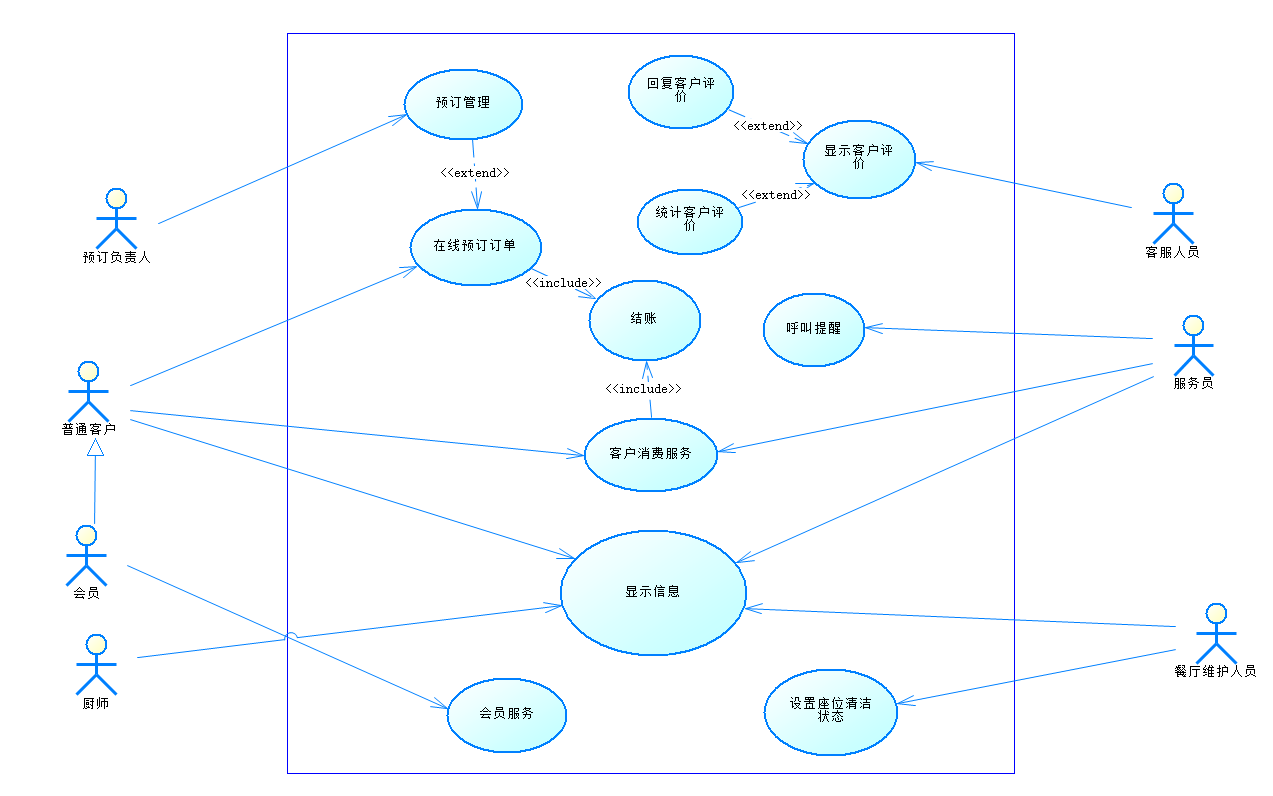 预订管理
回复客户评
价
<<extend>>
显示客户评
价
<<extend>>
<<extend>>
统计客户评
价
预订负责人
客服人员
在线预订订单
<<include>>
结账
呼叫提醒
服务员
<<include>>
普通客户
客户消费服务
会员
显示信息
厨师
餐厅维护人员
会员服务
设置座位清洁
状态